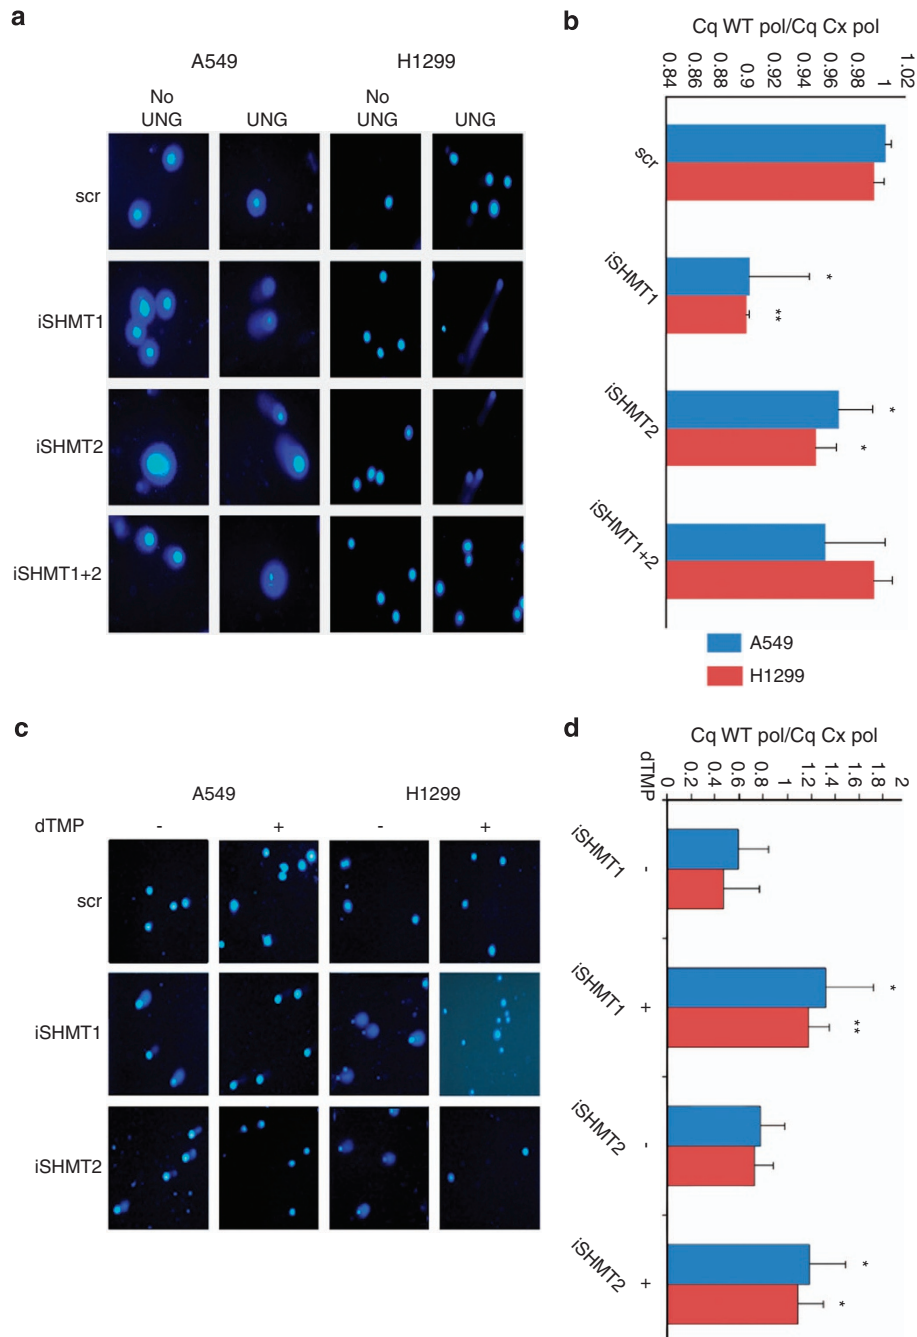 a
A549
H1299
No UNG
UNG
No UNG
UNG
scr
iSHMT1
iSHMT2
iSHMT1+2
b
Cq WT pol/Cq Cx pol
0.84 0.86 0.88 0.9 0.92 0.94 0.96 0.98 1 1.02
scr
iSHMT1
*
**
iSHMT2
*
*
iSHMT1+2
A549
H1299
c
A549
H1299
dTMP - + - +
scr
iSHMT1
iSHMT2
d
Cq WT pol/Cq Cx pol
dTMP
0 0.2 0.4 0.6 0.8 1 1.2 1.4 1.6 1.8 2
iSHMT1 -
iSHMT1 +
*
**
iSHMT2 -
iSHMT2 +
*
*